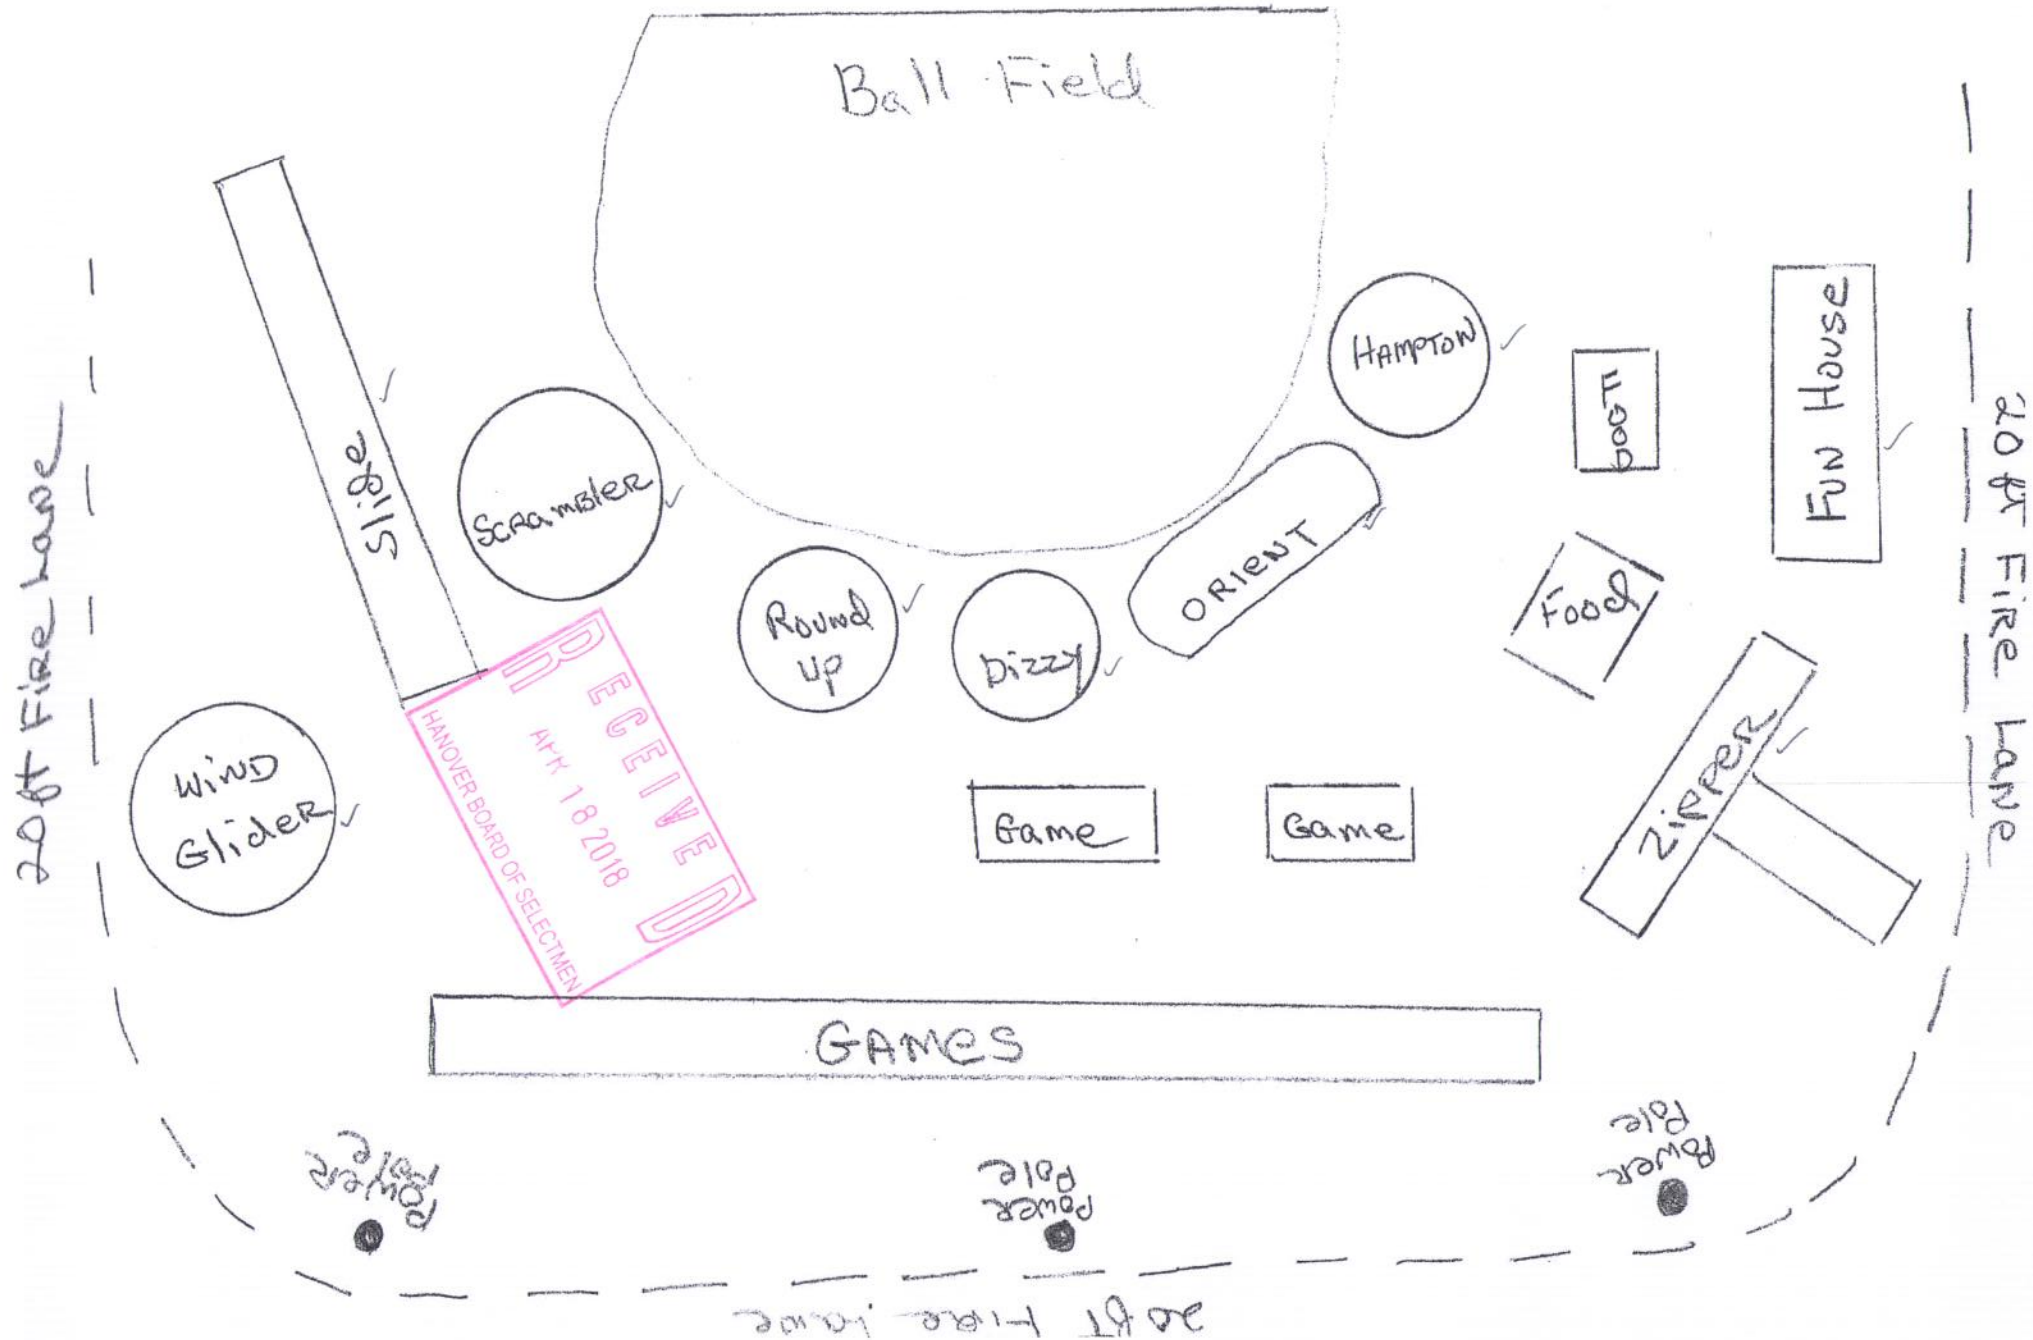 Ball Field
HAMPTON
FOOD
FUN HOUSE
Slide
ScRamBleR
20 ft FiRe Lane
20 ft FiRe LaNe
ORIENT
Food
Round
up
Dizzy
ZippeR
WiND
GlideR
RECEIVED
APR 18 2018
HANOVER BOARD OF SELECTMEN
Game
Game
GAMeS
PoweR
Pole
PoweR
Pole
PoweR
Pole
20 ft FiRe Lane